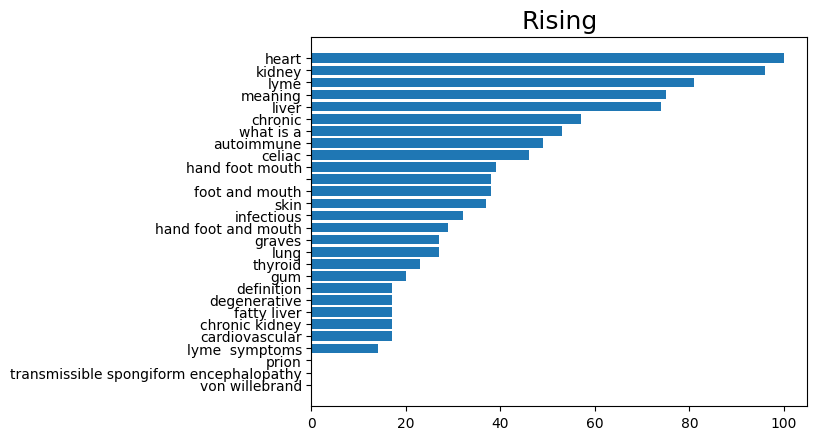 Rising
heart
kidney
lyme
meaning
liver
chronic
what is a
autoimmune
celiac
hand foot mouth
foot and mouth
skin
infectious
hand foot and mouth
graves
lung
thyroid
gum
definition
degenerative
fatty liver
chronic kidney
cardiovascular
lyme  symptoms
prion
transmissible spongiform encephalopathy
von willebrand
0 20 40 60 80 100